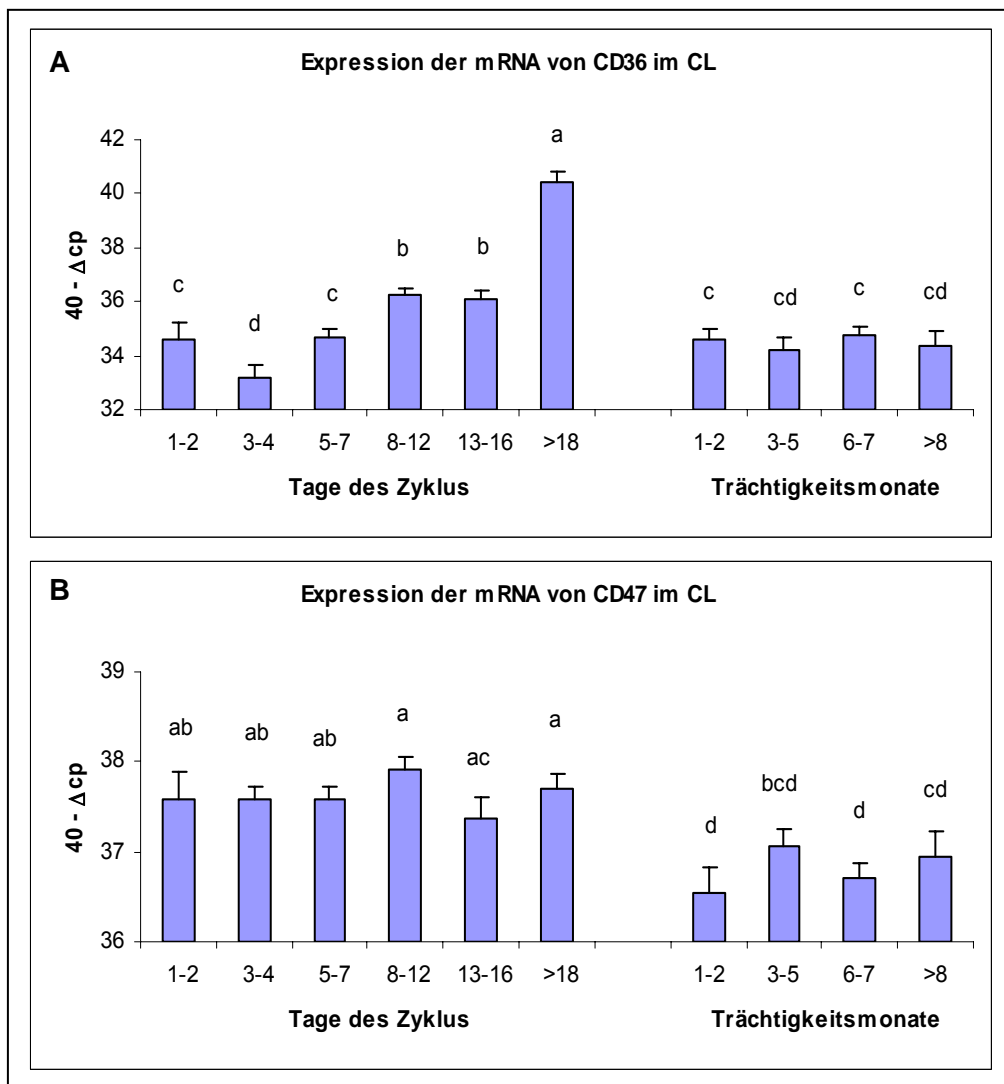 A
Expression der mRNA von CD36 im CL
40 - Δcp
42
40
38
36
34
32
c
d
c
b
b
a
c
cd
c
cd
1-2 3-4 5-7 8-12 13-16 >18 1-2 3-5 6-7 >8
Tage des Zyklus Trächtigkeitsmonate
B
Expression der mRNA von CD47 im CL
40 - Δcp
39
38
37
36
ab
ab
ab
a
ac
a
d
bcd
d
cd
1-2 3-4 5-7 8-12 13-16 >18 1-2 3-5 6-7 >8
Tage des Zyklus Trächtigkeitsmonate